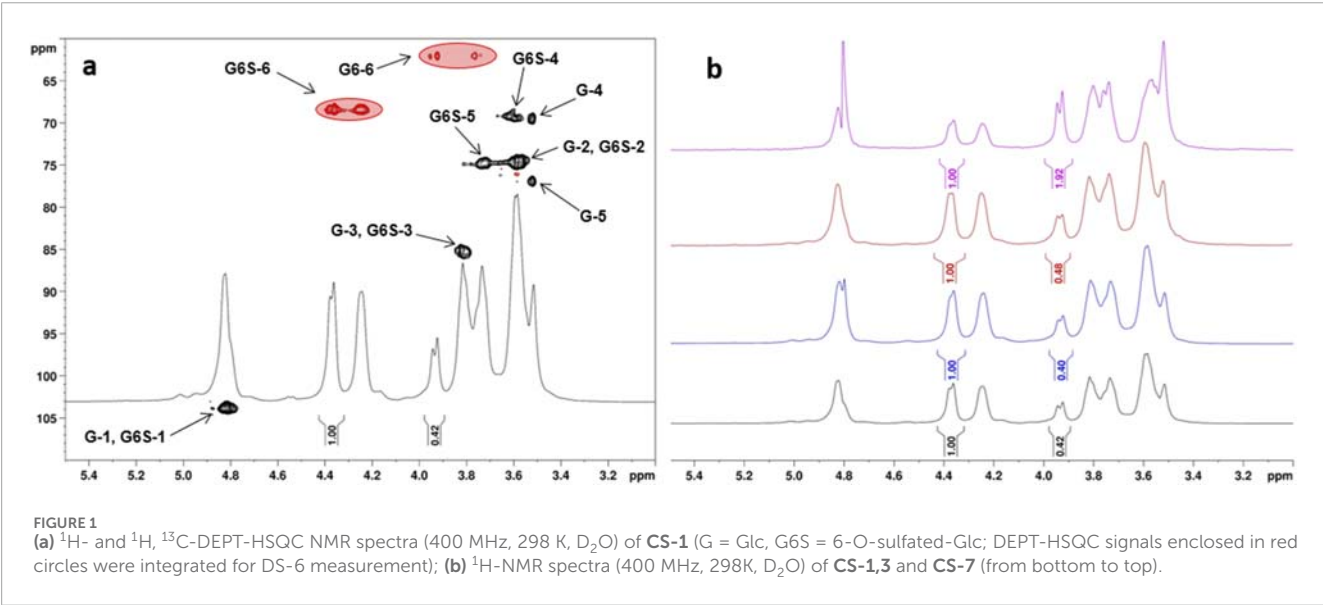 ppm
a
65
70
75
80
85
90
95
100
105
G6S-6
G6-6
G6S-4
G-4
G6S-5
G-2, G6S-2
G-5
G-3, G6S-3
G-1, G6S-1
1.00
0.42
5.4 5.2 5.0 4.8 4.6 4.4 4.2 4.0 3.8 3.6 3.4 3.2 ppm
b
1.00 1.92
1.00 0.48
1.00 0.40
1.00 0.42
5.4 5.2 5.0 4.8 4.6 4.4 4.2 4.0 3.8 3.6 3.4 3.2 ppm
FIGURE 1
(a) ¹H- and ¹H, ¹³C-DEPT-HSQC NMR spectra (400 MHz, 298 K, D₂O) of CS-1 (G = Glc, G6S = 6-O-sulfated-Glc; DEPT-HSQC signals enclosed in red
circles were integrated for DS-6 measurement); (b) ¹H-NMR spectra (400 MHz, 298K, D₂O) of CS-1,3 and CS-7 (from bottom to top).